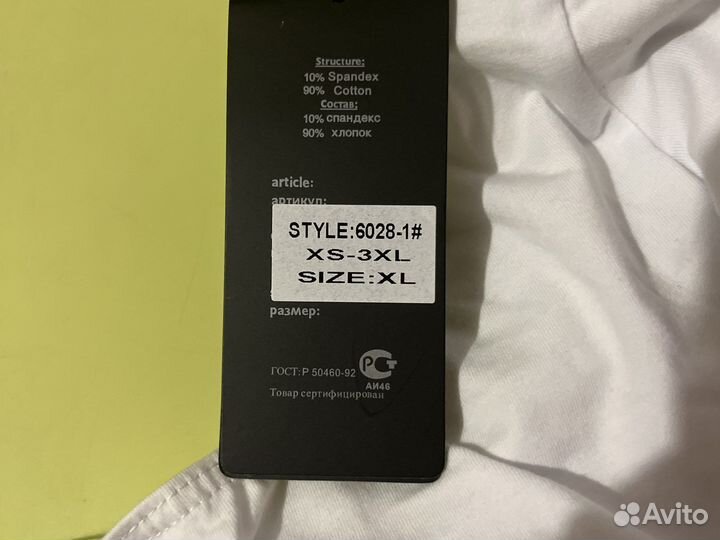 Structure:
10% Spandex
90% Cotton
Состав:
10% спандекс
90% хлопок
article:
артикул:
STYLE:6028-1#
XS-3XL
SIZE:XL
размер:
ГОСТ:Р 50460-92
РСТ
АИ46
Товар сертифицирован
Avito